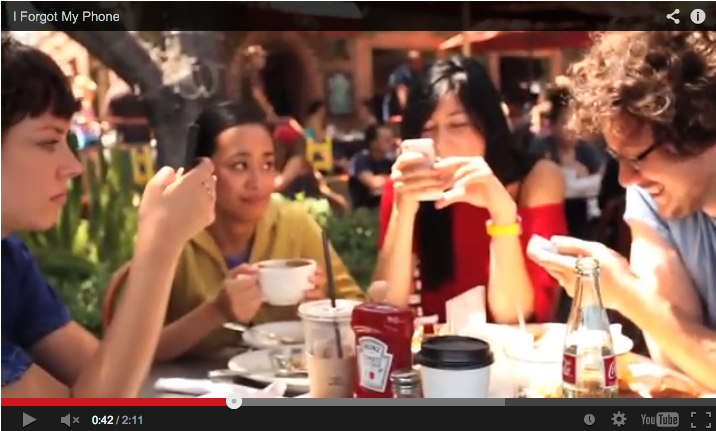 I Forgot My Phone
HEINZ
0:42 / 2:11
YouTube